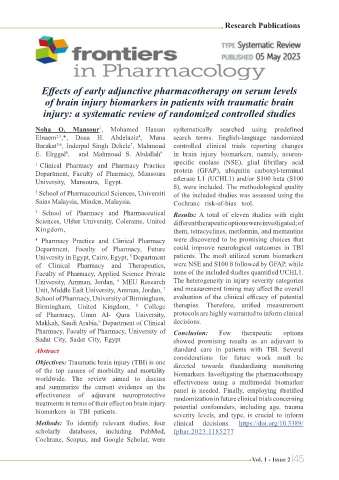 Research Publications
TYPE Systematic Review
PUBLISHED 05 May 2023
frontiers
in Pharmacology
Effects of early adjunctive pharmacotherapy on serum levels
of brain injury biomarkers in patients with traumatic brain
injury: a systematic review of randomized controlled studies
Noha O. Mansour¹, Mohamed Hassan
Elnaem²,³,*, Doaa H. Abdelaziz⁴, Muna
Barakat⁵,⁶, Inderpal Singh Dehele⁷, Mahmoud
E. Elrggal⁸, and Mahmoud S. Abdallah⁹
¹ Clinical Pharmacy and Pharmacy Practice
Department, Faculty of Pharmacy, Mansoura
University, Mansoura, Egypt.
² School of Pharmaceutical Sciences, Universiti
Sains Malaysia, Minden, Malaysia.
³ School of Pharmacy and Pharmaceutical
Sciences, Ulster University, Coleraine, United
Kingdom,
⁴ Pharmacy Practice and Clinical Pharmacy
Department, Faculty of Pharmacy, Future
University in Egypt, Cairo, Egypt, ⁵ Department
of Clinical Pharmacy and Therapeutics,
Faculty of Pharmacy, Applied Science Private
University, Amman, Jordan, ⁶ MEU Research
Unit, Middle East University, Amman, Jordan, ⁷
School of Pharmacy, University of Birmingham,
Birmingham, United Kingdom, ⁸ College
of Pharmacy, Umm Al- Qura University,
Makkah, Saudi Arabia,⁹ Department of Clinical
Pharmacy, Faculty of Pharmacy, University of
Sadat City, Sadat City, Egypt
Abstract
Objectives: Traumatic brain injury (TBI) is one
of the top causes of morbidity and mortality
worldwide. The review aimed to discuss
and summarize the current evidence on the
effectiveness of adjuvant neuroprotective
treatments in terms of their effect on brain injury
biomarkers in TBI patients.
Methods: To identify relevant studies, four
scholarly databases, including PubMed,
Cochrane, Scopus, and Google Scholar, were
systematically searched using predefined
search terms. English-language randomized
controlled clinical trials reporting changes
in brain injury biomarkers, namely, neuron-
specific enolase (NSE), glial fibrillary acid
protein (GFAP), ubiquitin carboxyl-terminal
esterase L1 (UCHL1) and/or S100 beta (S100
ß), were included. The methodological quality
of the included studies was assessed using the
Cochrane risk-of-bias tool.
Results: A total of eleven studies with eight
different therapeutic options were investigated; of
them, tetracyclines, metformin, and memantine
were discovered to be promising choices that
could improve neurological outcomes in TBI
patients. The most utilized serum biomarkers
were NSE and S100 ß followed by GFAP, while
none of the included studies quantified UCHL1.
The heterogeneity in injury severity categories
and measurement timing may affect the overall
evaluation of the clinical efficacy of potential
therapies. Therefore, unified measurement
protocols are highly warranted to inform clinical
decisions.
Conclusion: Few therapeutic options
showed promising results as an adjuvant to
standard care in patients with TBI. Several
considerations for future work must be
directed towards standardizing monitoring
biomarkers. Investigating the pharmacotherapy
effectiveness using a multimodal biomarker
panel is needed. Finally, employing stratified
randomization in future clinical trials concerning
potential confounders, including age, trauma
severity levels, and type, is crucial to inform
clinical decisions. https://doi.org/10.3389/
fphar.2023.1185277
Vol. 1 - Issue 2 |45